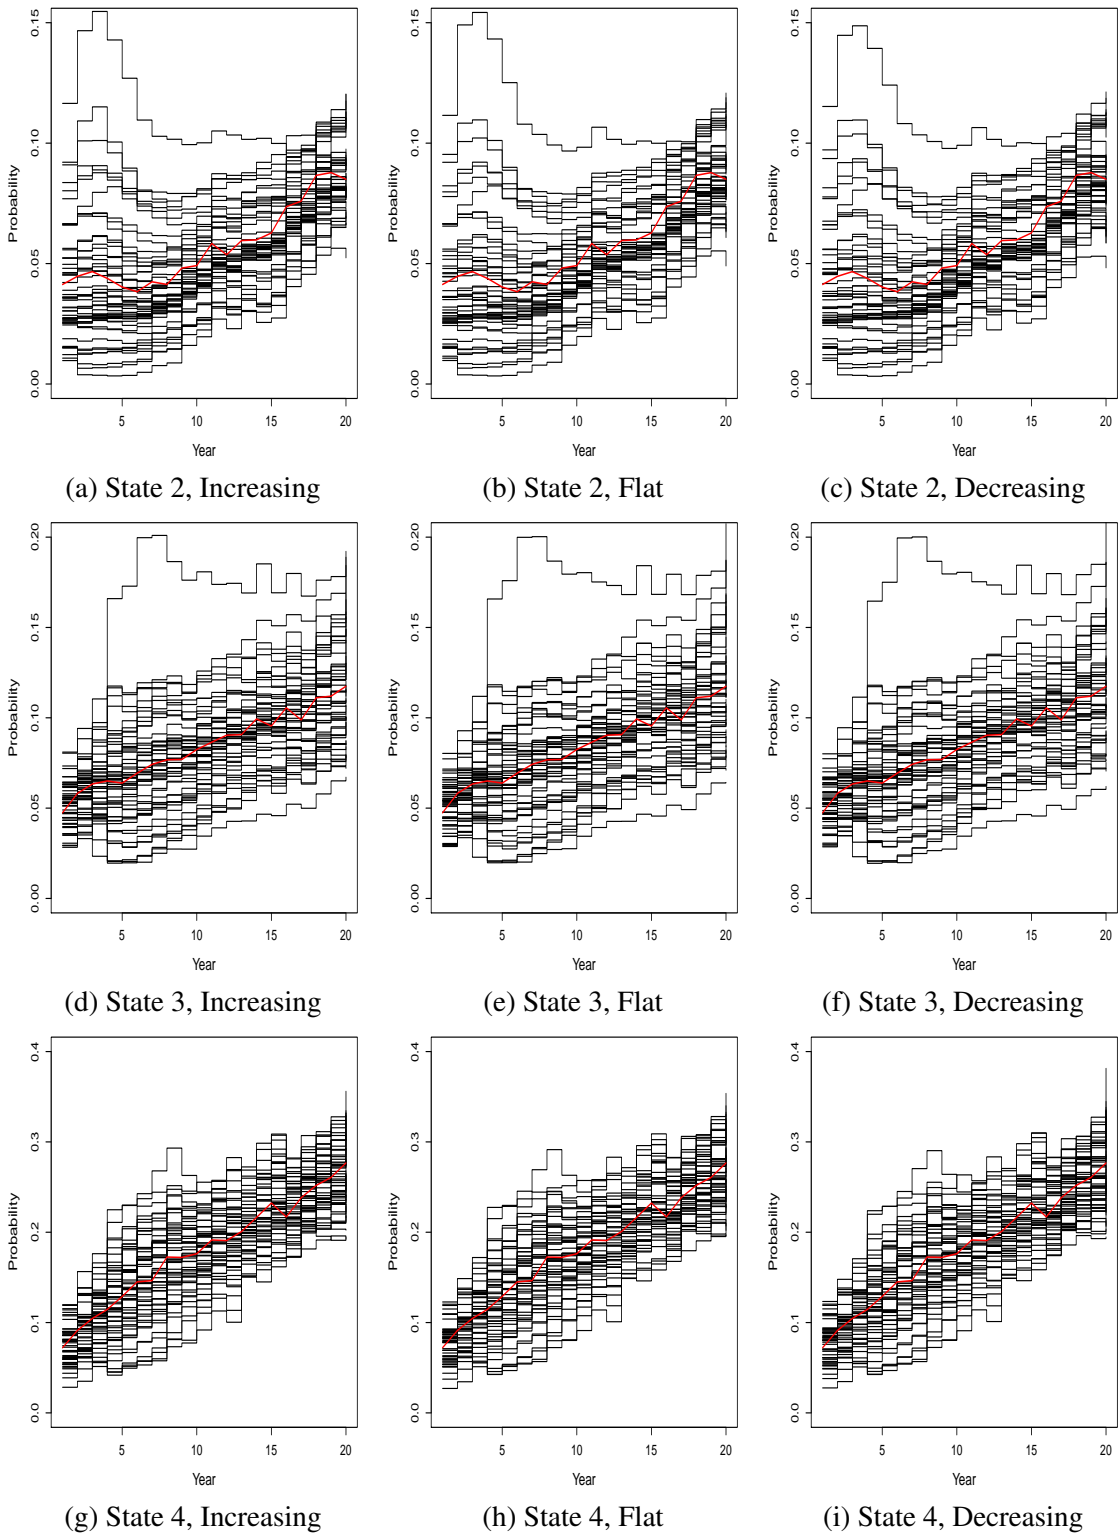 0.15
0.10
0.05
0.00
Probability
5 10 15 20
Year
0.15
0.10
0.05
0.00
Probability
5 10 15 20
Year
0.15
0.10
0.05
0.00
Probability
5 10 15 20
Year
(a) State 2, Increasing
(b) State 2, Flat
(c) State 2, Decreasing
0.20
0.15
0.10
0.05
0.00
Probability
5 10 15 20
Year
0.20
0.15
0.10
0.05
0.00
Probability
5 10 15 20
Year
0.20
0.15
0.10
0.05
0.00
Probability
5 10 15 20
Year
(d) State 3, Increasing
(e) State 3, Flat
(f) State 3, Decreasing
0.4
0.3
0.2
0.1
0.0
Probability
5 10 15 20
Year
0.4
0.3
0.2
0.1
0.0
Probability
5 10 15 20
Year
0.4
0.3
0.2
0.1
0.0
Probability
5 10 15 20
Year
(g) State 4, Increasing
(h) State 4, Flat
(i) State 4, Decreasing